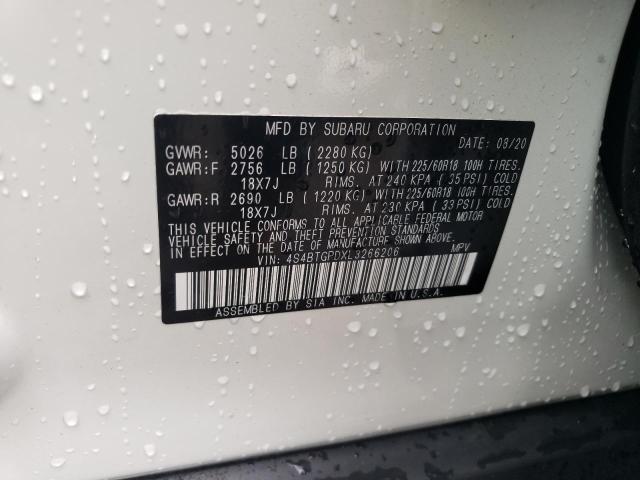 MFD BY SUBARU CORPORATION DATE: 08/20
GVWR: 5026 LB ( 2280 KG)
GAWR:F 2756 LB ( 1250 KG) WITH 225/60R18 100H TIRES.
18X7J RIMS. AT 240 KPA ( 35 PSI) COLD
GAWR:R 2690 LB ( 1220 KG) WITH 225/60R18 100H TIRES.
18X7J RIMS. AT 230 KPA ( 33 PSI) COLD
THIS VEHICLE CONFORMS TO ALL APPLICABLE FEDERAL MOTOR
VEHICLE SAFETY AND THEFT PREVENTION STANDARDS
IN EFFECT ON THE DATE OF MANUFACTURE SHOWN ABOVE.
VIN: 4S4BTGPDXL3266206 MPV
ASSEMBLED BY SIA INC. MADE IN U.S.A.